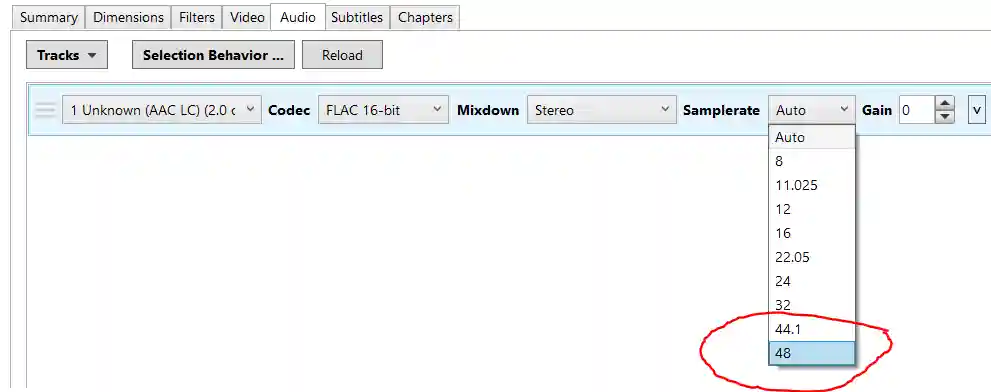 Summary Dimensions Filters Video Audio Subtitles Chapters
Tracks Selection Behavior ... Reload
1 Unknown (AAC LC) (2.0 c Codec FLAC 16-bit Mixdown Stereo Samplerate Auto Gain 0
Auto
8
11.025
12
16
22.05
24
32
44.1
48